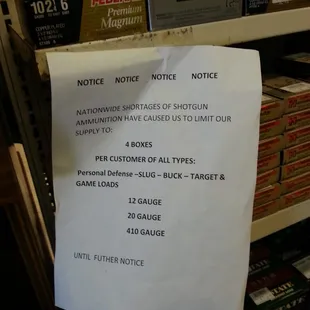 1027 6
Premium
Magnum
NOTICE NOTICE NOTICE NOTICE
NATIONWIDE SHORTAGES OF SHOTGUN
AMMUNITION HAVE CAUSED US TO LIMIT OUR
SUPPLY TO:
4 BOXES
PER CUSTOMER OF ALL TYPES:
Personal Defense –SLUG – BUCK – TARGET &
GAME LOADS
12 GAUGE
20 GAUGE
410 GAUGE
UNTIL FUTHER NOTICE